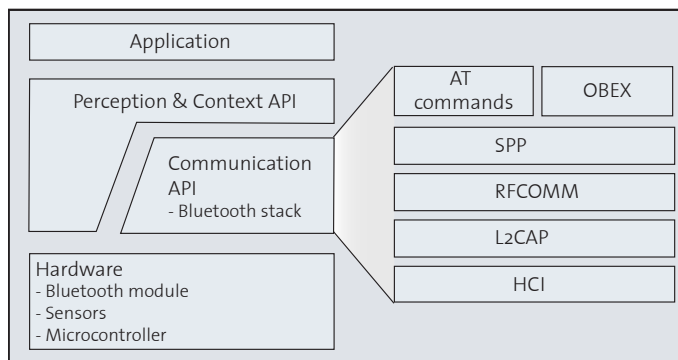 Application
Perception & Context API
Communication
API
- Bluetooth stack
Hardware
- Bluetooth module
- Sensors
- Microcontroller
AT
commands
OBEX
SPP
RFCOMM
L2CAP
HCI